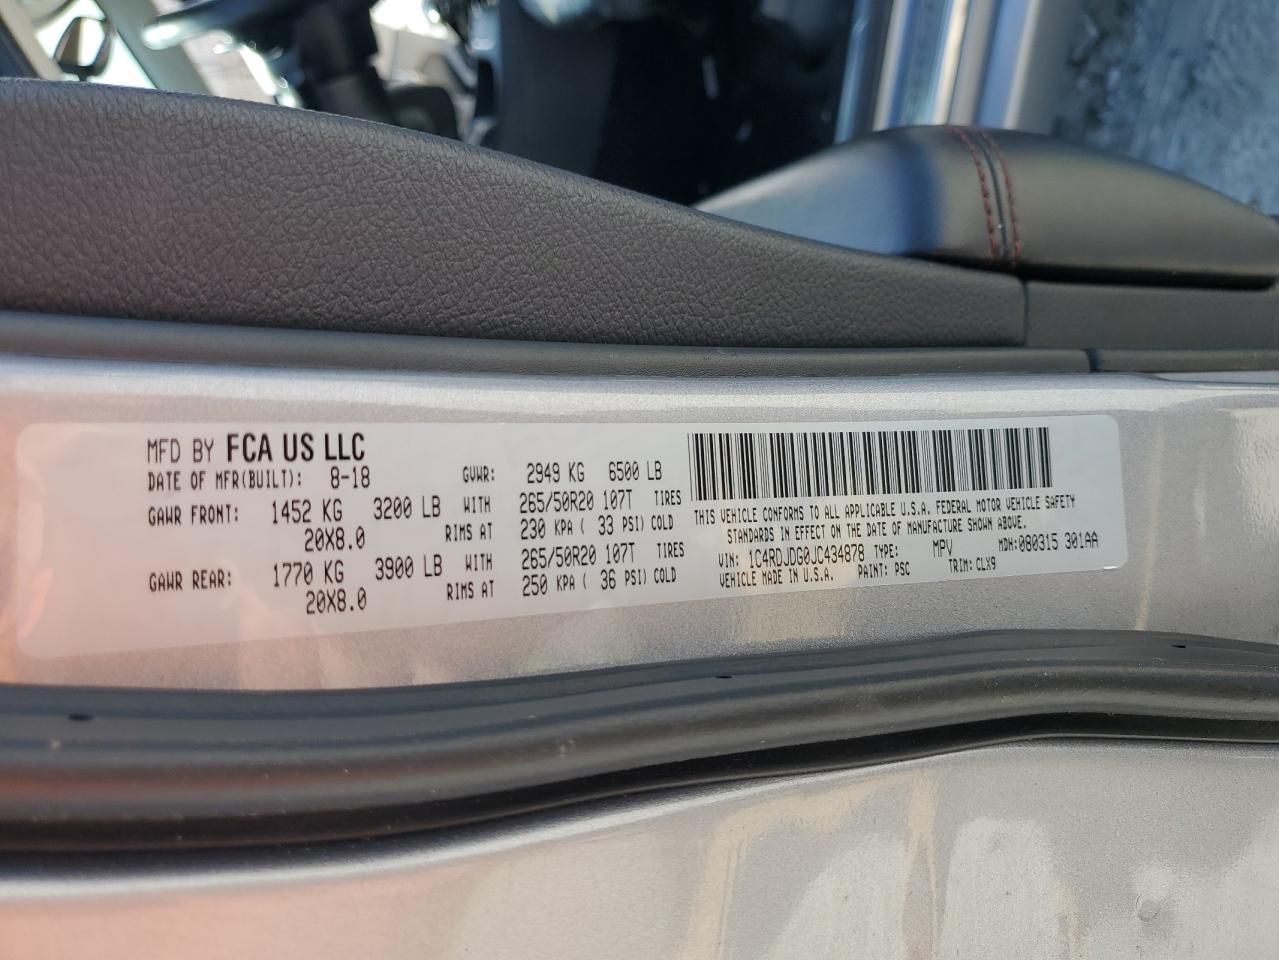 MFD BY FCA US LLC
DATE OF MFR(BUILT): 8-18 GVWR: 2949 KG 6500 LB
GAWR FRONT: 1452 KG 3200 LB WITH 265/50R20 107T TIRES
20X8.0 RIMS AT 230 KPA ( 33 PSI) COLD
GAWR REAR: 1770 KG 3900 LB WITH 265/50R20 107T TIRES
20X8.0 RIMS AT 250 KPA ( 36 PSI) COLD
THIS VEHICLE CONFORMS TO ALL APPLICABLE U.S.A. FEDERAL MOTOR VEHICLE SAFETY
STANDARDS IN EFFECT ON THE DATE OF MANUFACTURE SHOWN ABOVE.
VIN: 1C4RDJDG0JC434878 TYPE: MPV MDH:080315 301AA
VEHICLE MADE IN U.S.A. PAINT: PSC TRIM: CLX9